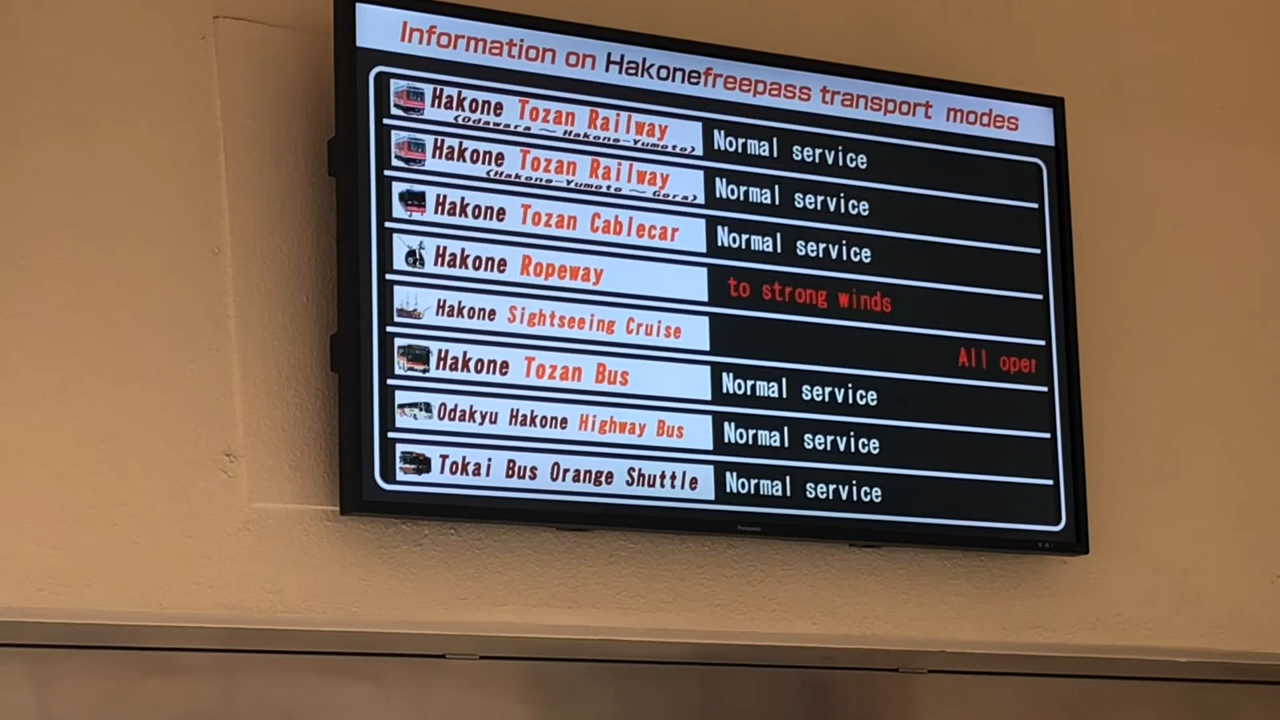 Information on Hakonefreepass transport modes
Hakone Tozan Railway
(Odawara ~ Hakone-Yumoto)
Normal service
Hakone Tozan Railway
(Hakone-Yumoto ~ Gora)
Normal service
Hakone Tozan Cablecar
Normal service
Hakone Ropeway
to strong winds
Hakone Sightseeing Cruise
All oper
Hakone Tozan Bus
Normal service
Odakyu Hakone Highway Bus
Normal service
Tokai Bus Orange Shuttle
Normal service
Panasonic